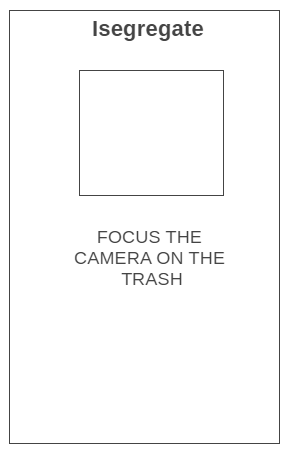 Isegregate
FOCUS THE
CAMERA ON THE
TRASH